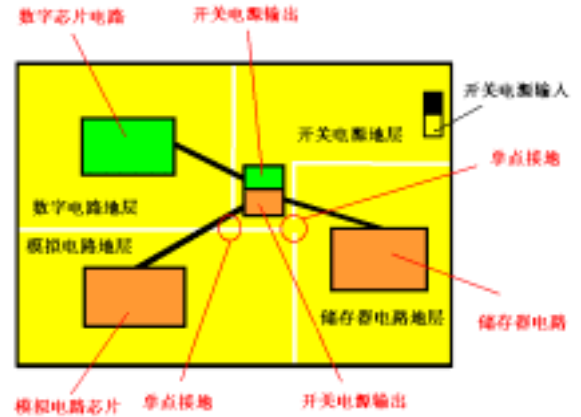 数字芯片电路
开关电源输出
开关电源输入
开关电源地层
单点接地
数字电路地层
模拟电路地层
储存器电路地层
储存器电路
模拟电路芯片
单点接地
开关电源输出